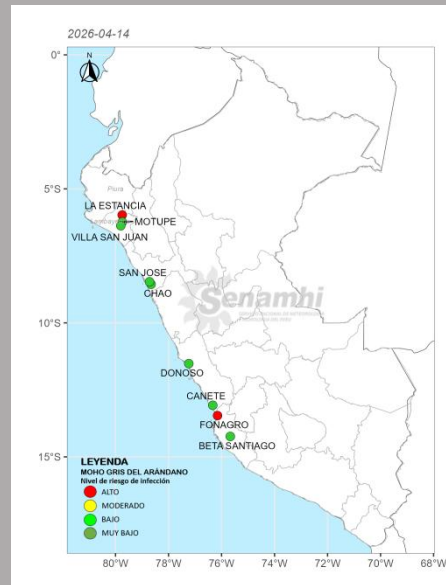 2026-04-14
N
0°
Piura
LA ESTANCIA
5°S
MOTUPE
VILLA SAN JUAN
SAN JOSE
CHAO
Senamhi
10°S
DONOSO
CANETE
FONAGRO
BETA SANTIAGO
15°S
LEYENDA
MOHO GRIS DEL ARÁNDANO
Nivel de riesgo de infección
ALTO
MODERADO
BAJO
MUY BAJO
80°W 78°W 76°W 74°W 72°W 70°W 68°W